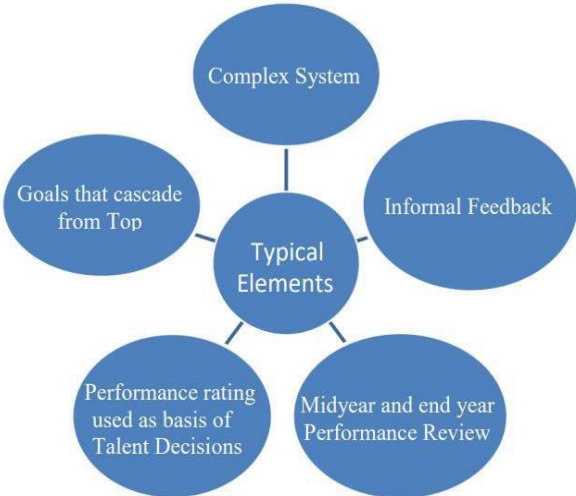 Complex System
Goals that cascade
from Top
Informal Feedback
Typical
Elements
Performance rating
used as basis of
Talent Decisions
Midyear and end year
Performance Review